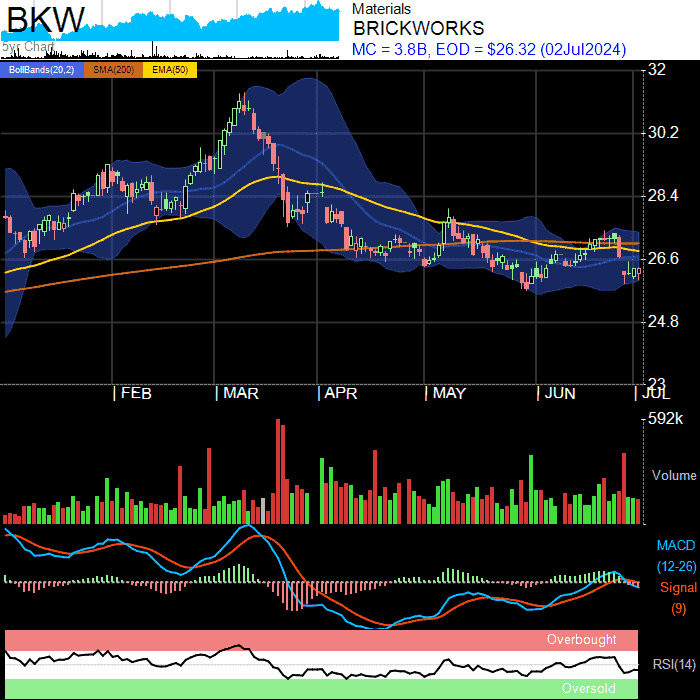 BKW
5yr Chart
Materials
BRICKWORKS
MC = 3.8B, EOD = $26.32 (02Jul2024)
BollBands(20,2) SMA(200) EMA(50)
32
30.2
28.4
26.6
24.8
23
FEB MAR APR MAY JUN JUL
592k
Volume
MACD
(12-26)
Signal
(9)
Overbought
RSI(14)
Oversold